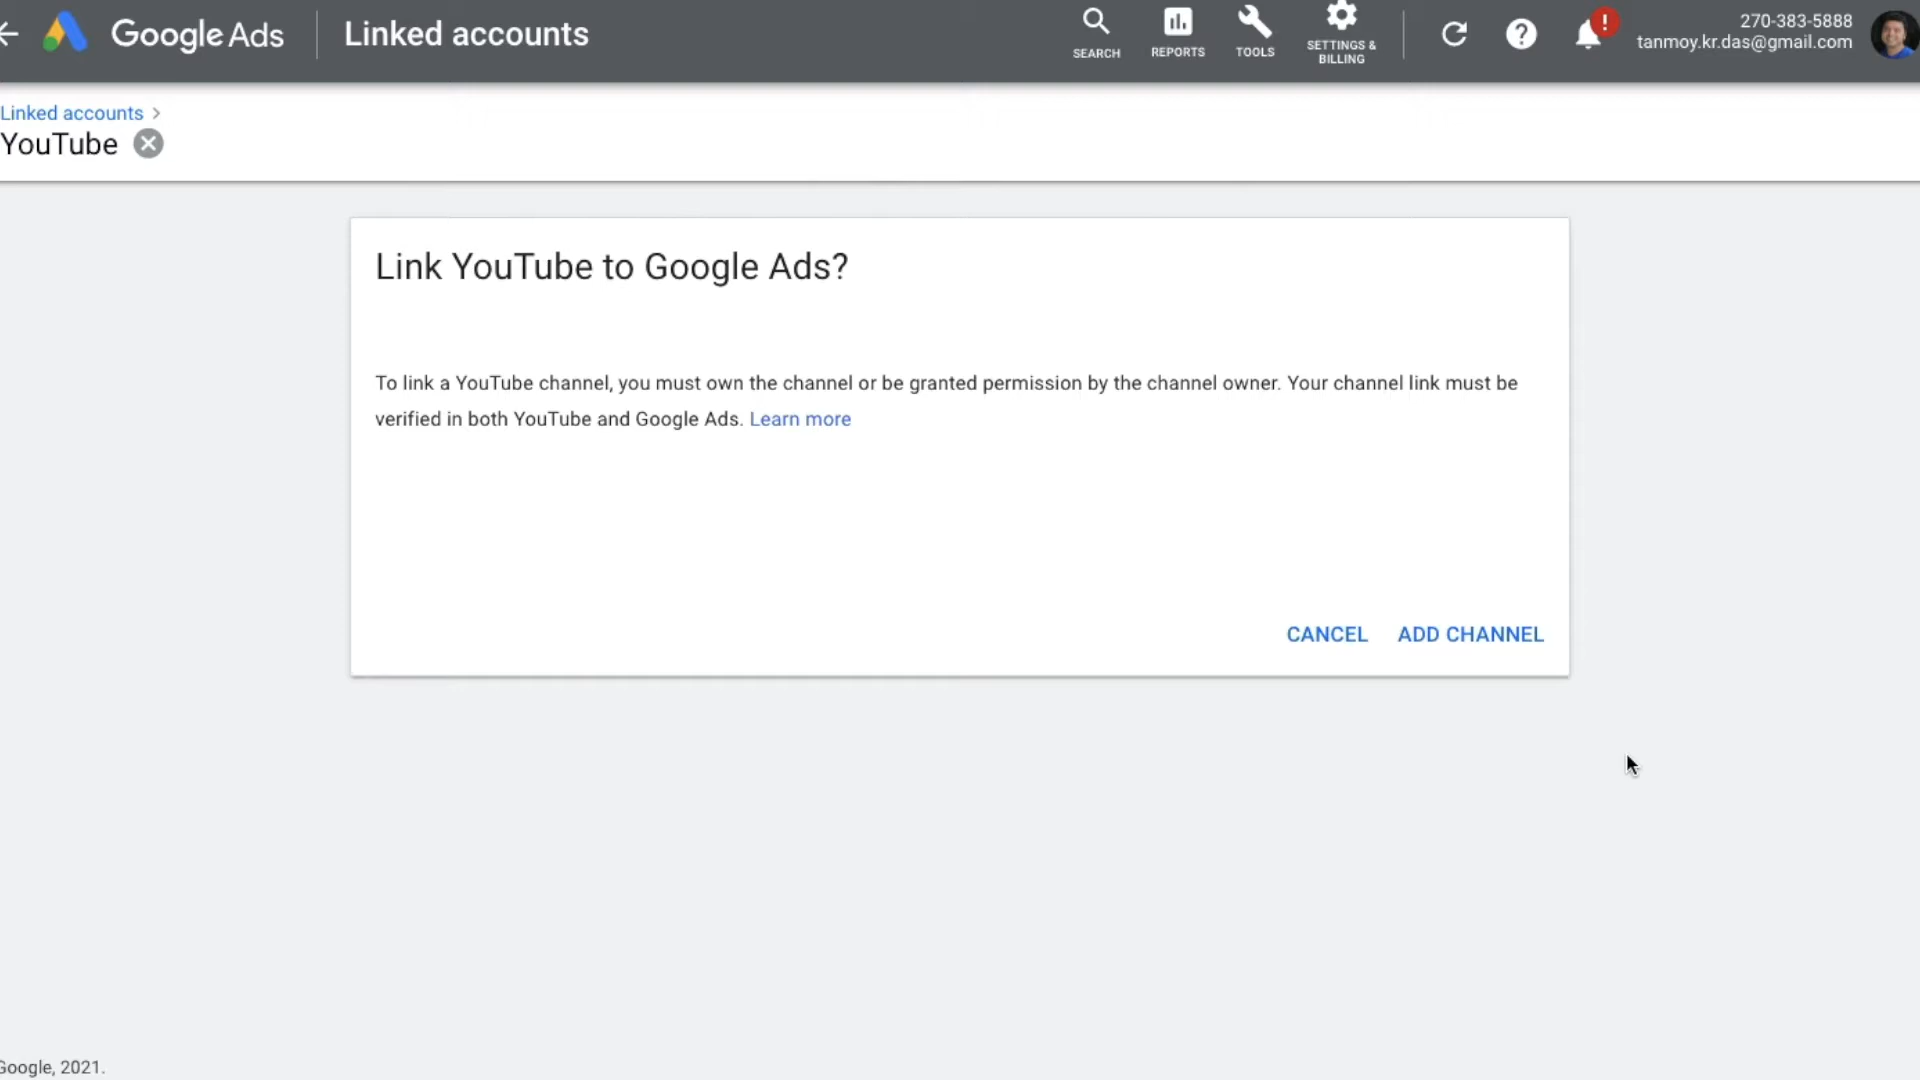 Google Ads
Linked accounts
SEARCH
REPORTS
TOOLS
SETTINGS &
BILLING
!
270-383-5888
tanmoy.kr.das@gmail.com
Linked accounts >
YouTube
Link YouTube to Google Ads?
To link a YouTube channel, you must own the channel or be granted permission by the channel owner. Your channel link must be
verified in both YouTube and Google Ads. Learn more
CANCEL
ADD CHANNEL
Google, 2021.